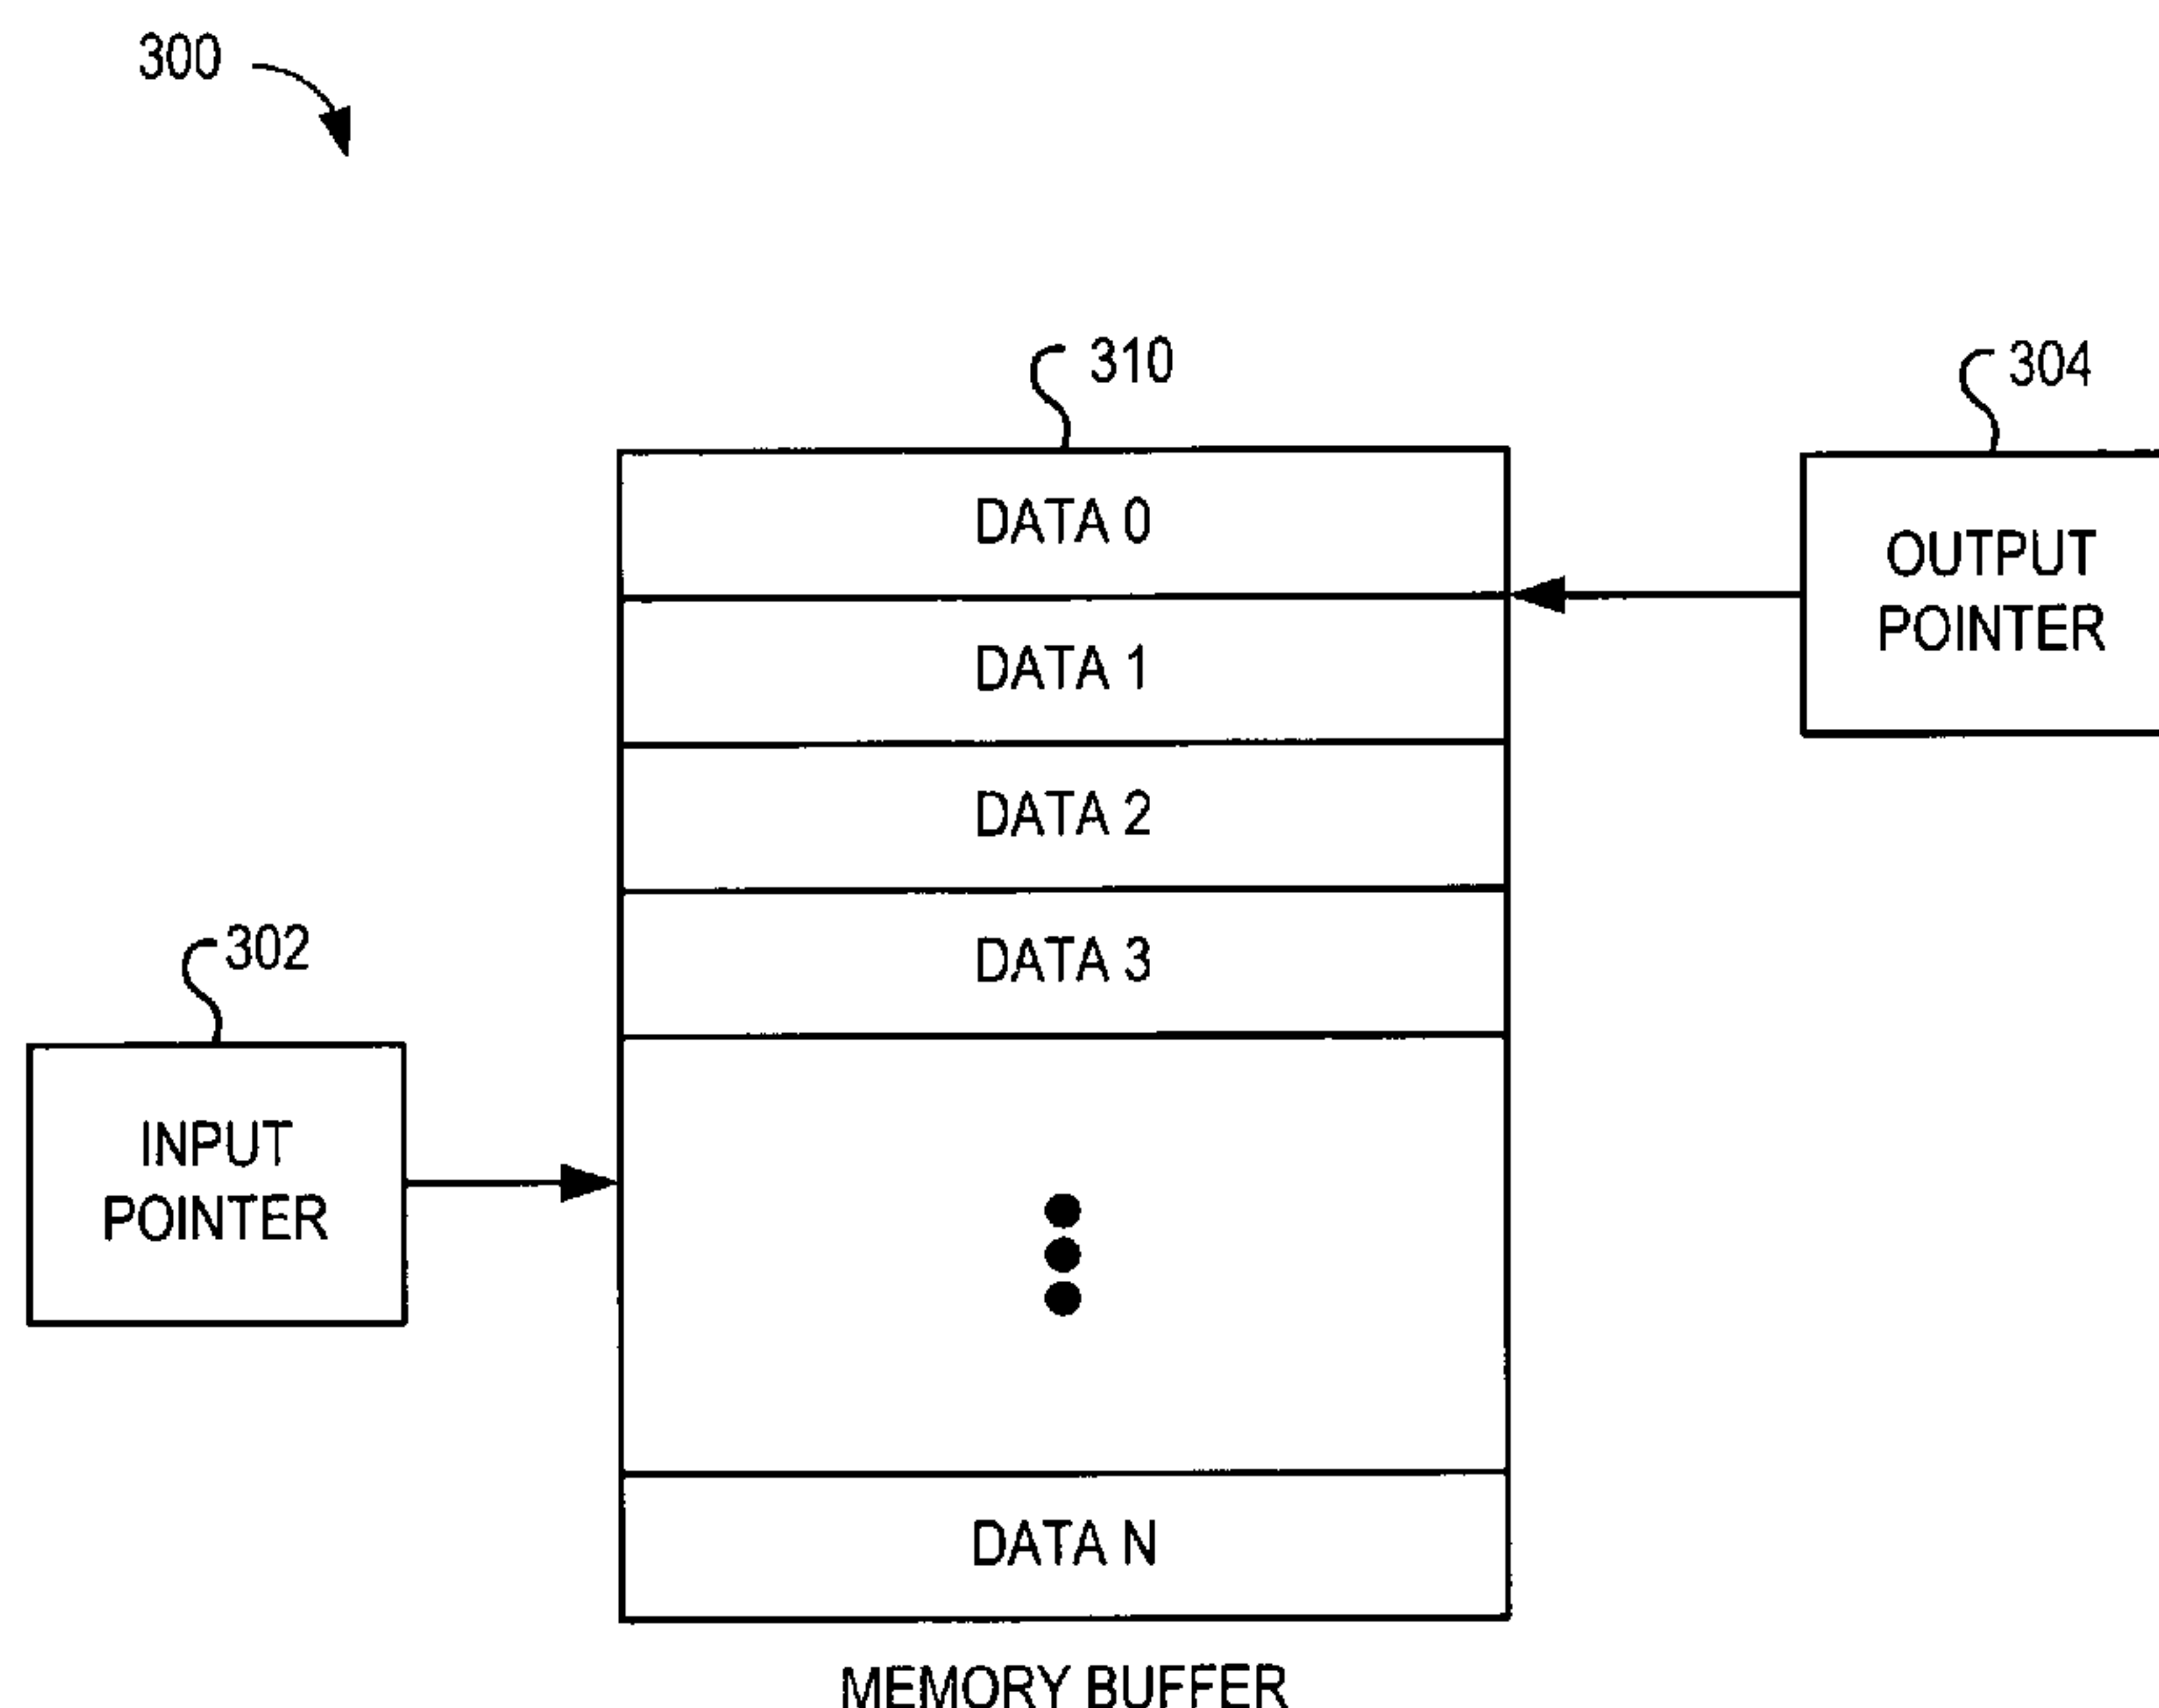 300
310
304
DATA 0
OUTPUT
POINTER
DATA 1
DATA 2
DATA 3
302
INPUT
POINTER
DATA N
MEMORY BUFFER